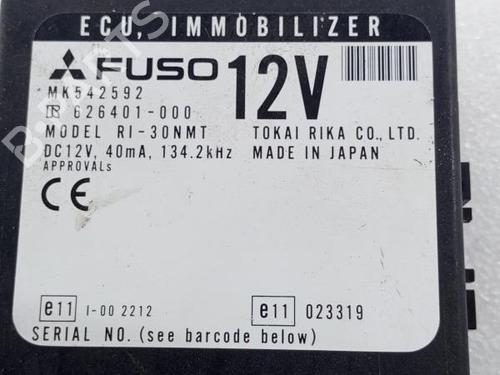 ECU, IMMOBILIZER
FUSO 12V
MK542592
626401-000
MODEL RI-30NMT TOKAI RIKA CO., LTD.
DC12V, 40mA, 134.2kHz MADE IN JAPAN
APPROVALs
CE
e11 I-00 2212 e11 023319
SERIAL NO. (see barcode below)